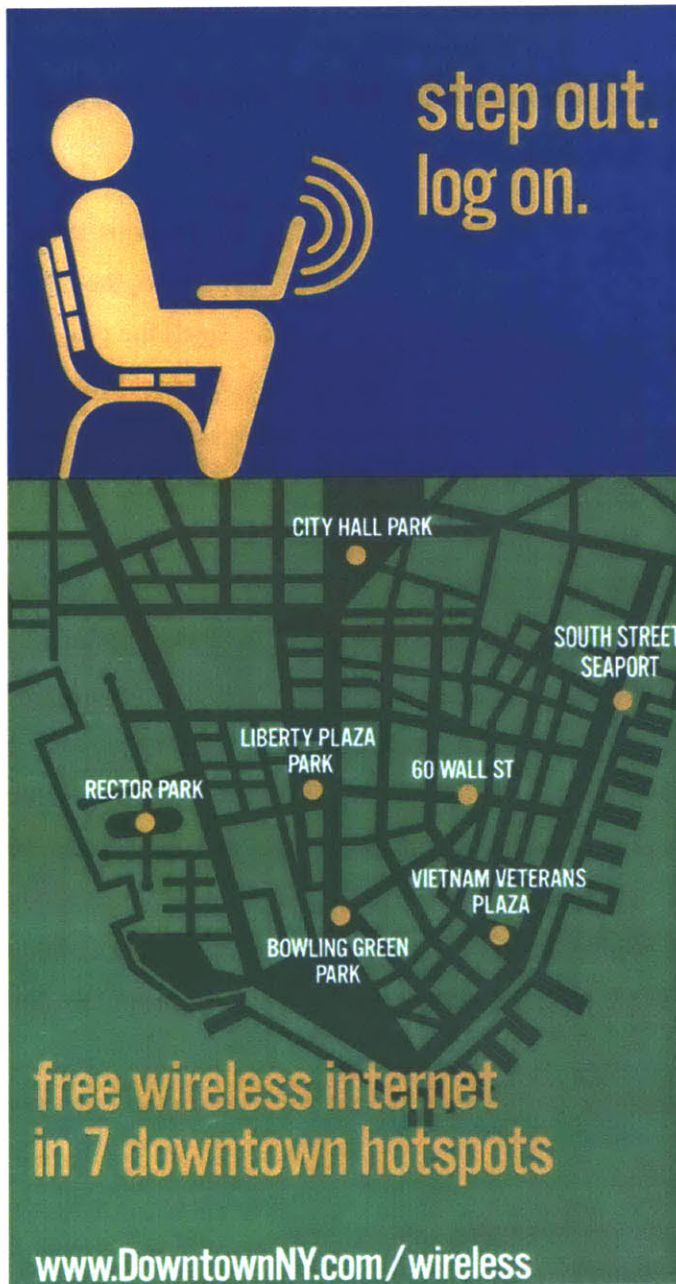 step out.
log on.
CITY HALL PARK
SOUTH STREET
SEAPORT
LIBERTY PLAZA
PARK
60 WALL ST
RECTOR PARK
VIETNAM VETERANS
PLAZA
BOWLING GREEN
PARK
free wireless internet
in 7 downtown hotspots
www.DowntownNY.com/wireless